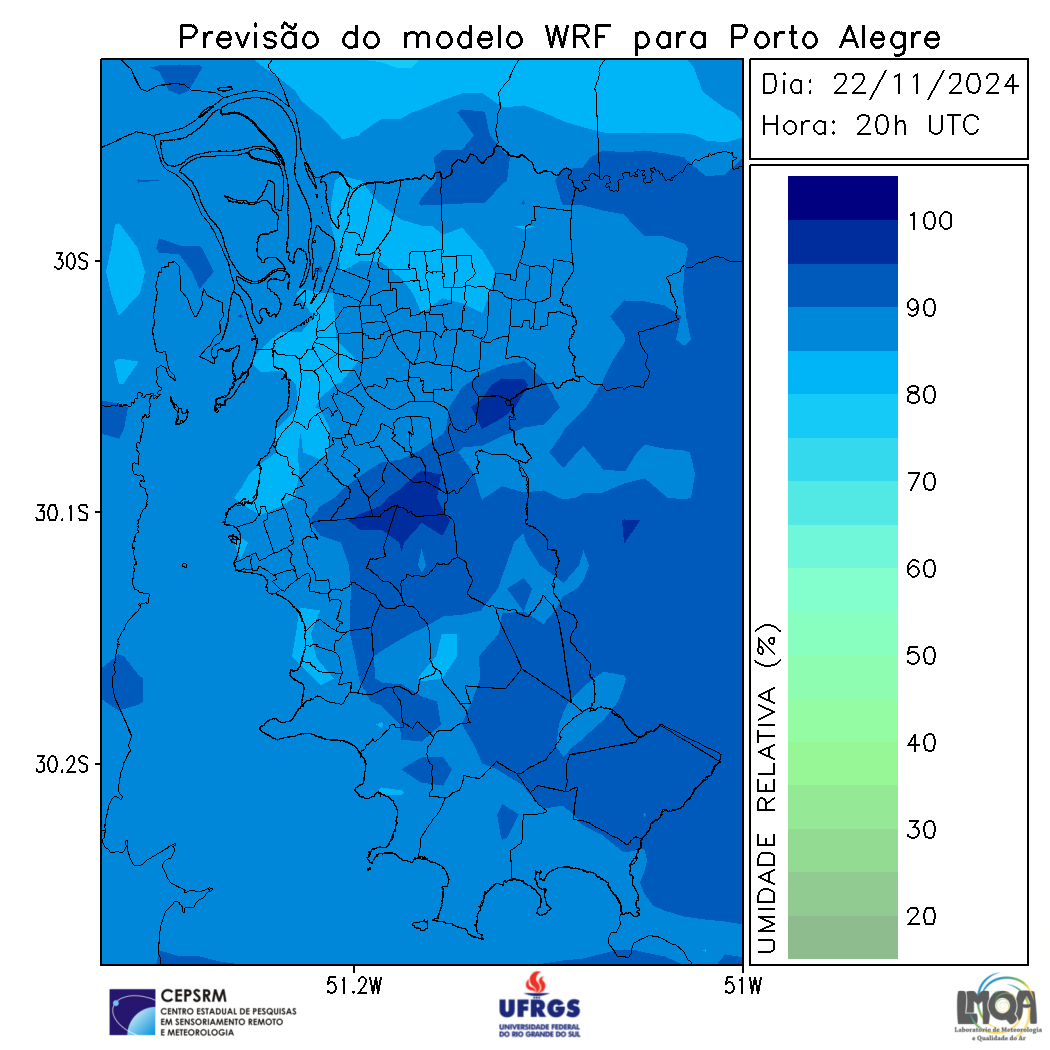 Previsão do modelo WRF para Porto Alegre
Dia: 22/11/2024
Hora: 20h UTC
30S
30.1S
30.2S
51.2W
51W
100
90
80
70
60
50
40
30
20
UMIDADE RELATIVA (%)
CEPSRM
CENTRO ESTADUAL DE PESQUISAS
EM SENSORIAMENTO REMOTO
E METEOROLOGIA
UFRGS
UNIVERSIDADE FEDERAL
DO RIO GRANDE DO SUL
LMQA
Laboratório de Meteorologia
e Qualidade do Ar